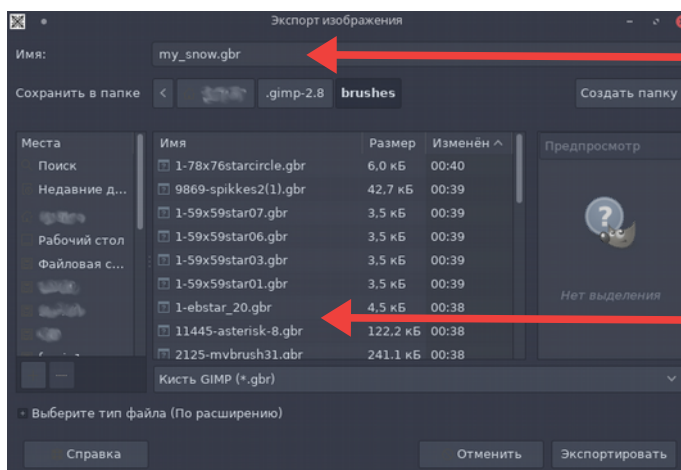 Экспорт изображения
Имя: my_snow.gbr
Сохранить в папке < .gimp-2.8 brushes Создать папку
Места Имя Размер Изменён Предпросмотр
Поиск 1-78x76starcircle.gbr 6,0 кБ 00:40
Недавние д... 9869-spikkes2(1).gbr 42,7 кБ 00:39
1-59x59star07.gbr 3,5 кБ 00:39
Рабочий стол 1-59x59star06.gbr 3,5 кБ 00:39
Файловая с... 1-59x59star03.gbr 3,5 кБ 00:39
1-59x59star01.gbr 3,5 кБ 00:39
1-ebstar_20.gbr 4,5 кБ 00:38 Нет выделения
11445-asterisk-8.gbr 122,2 кБ 00:38
2125-mybrush31.gbr 241,1 кБ 00:38
Кисть GIMP (*.gbr)
Выберите тип файла (По расширению)
Справка Отменить Экспортировать